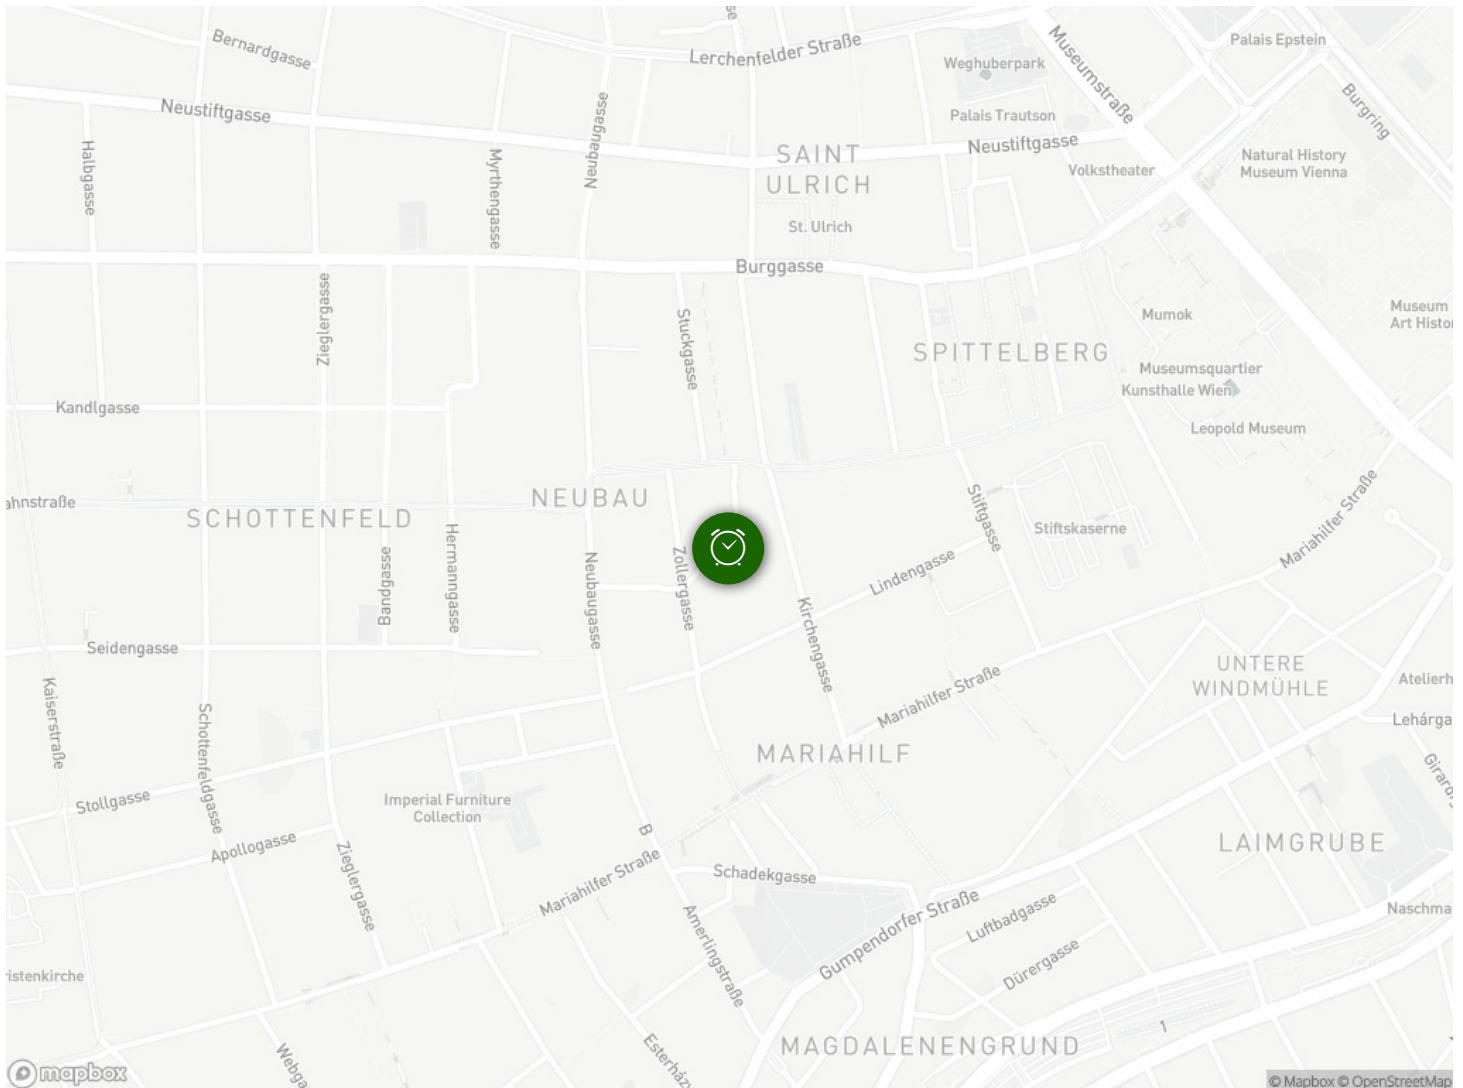 Bernardgasse
Lerchenfelder Straße
Museumstraße
Palais Epstein
Weghuberpark
Burgring
Neustiftgasse
Neubaugasse
Palais Trautson
Halbgasse
Myrthengasse
SAINT
ULRICH
Neustiftgasse
Volkstheater
Natural History
Museum Vienna
St. Ulrich
Burggasse
Zieglergasse
Stuckgasse
Mumok
Museum
SPITTELBERG
Museumsquartier
Kunsthalle Wien
Kandlgasse
Leopold Museum
NEUBAU
SCHOTTENFELD
Stiftgasse
Stiftskaserne
Mariahilfer Straße
Hermanngasse
Bandgasse
Neubaugasse
Zollergasse
Lindengasse
Kirchengasse
Seidengasse
Kaiserstraße
Schottenfeldgasse
Mariahilfer Straße
UNTERE
WINDMÜHLE
MARIAHILF
Stollgasse
Imperial Furniture
Collection
B
LAIMGRUBE
Apollogasse
Zieglergasse
Mariahilfer Straße
Schadekgasse
Amerlingstraße
Gumpendorfer Straße
Luftbadgasse
Dürergasse
1
MAGDALENENGRUND
mapbox
© Mapbox © OpenStreetMap